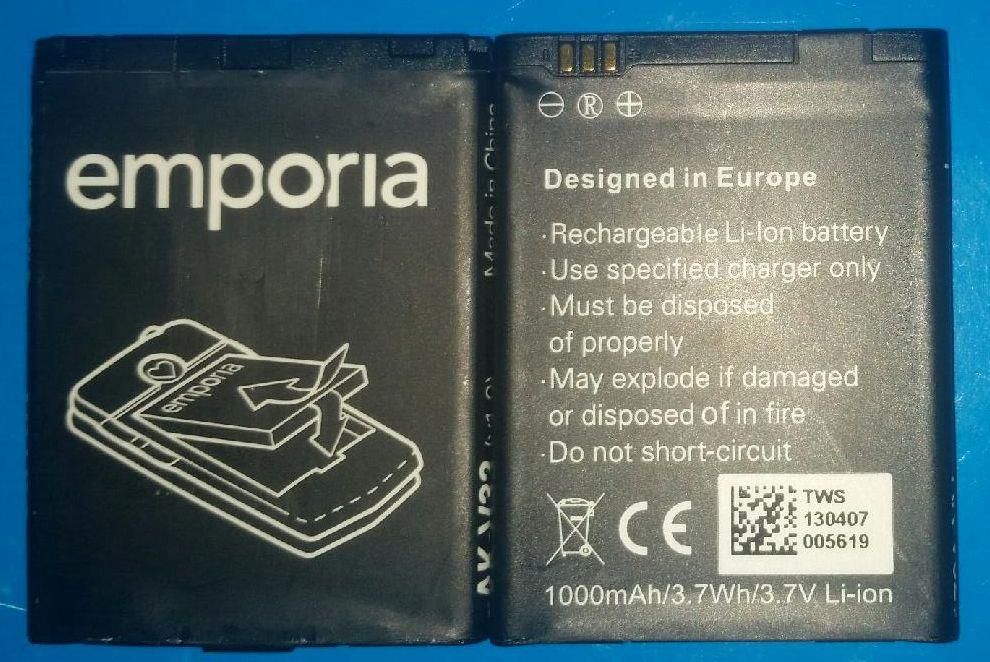 emporia
emporia
Made in China
AK-V33
⊖ ® ⊕
Designed in Europe
·Rechargeable Li-Ion battery
·Use specified charger only
·Must be disposed
of properly
·May explode if damaged
or disposed of in fire
·Do not short-circuit
CE
TWS
130407
005619
1000mAh/3.7Wh/3.7V Li-ion